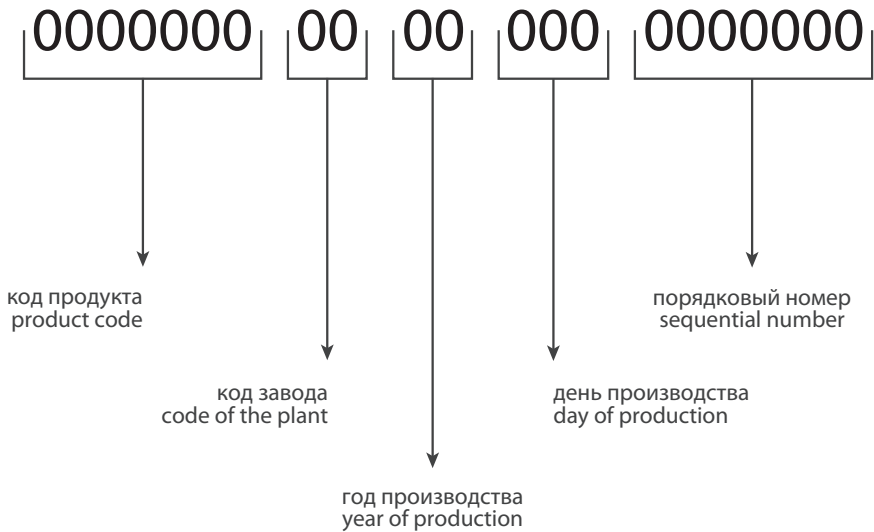 0000000 00 00 000 0000000
код продукта
product code
порядковый номер
sequential number
код завода
code of the plant
день производства
day of production
год производства
year of production